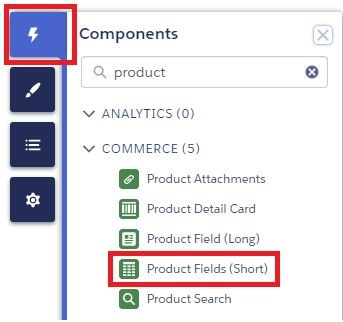 Components
product
ANALYTICS (0)
COMMERCE (5)
Product Attachments
Product Detail Card
Product Field (Long)
Product Fields (Short)
Product Search